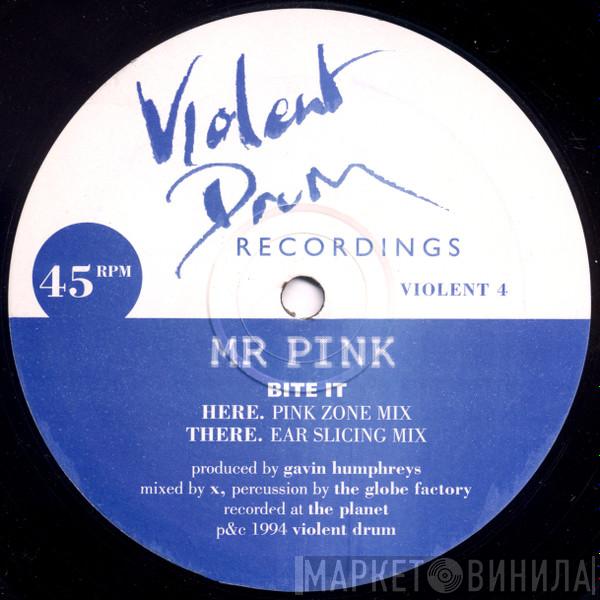 Violent
Drum
RECORDINGS
45 RPM
VIOLENT 4
MR PINK
BITE IT
HERE. PINK ZONE MIX
THERE. EAR SLICING MIX
produced by gavin humphreys
mixed by x, percussion by the globe factory
recorded at the planet
p&c 1994 violent drum
МАРКЕТ ВИНИЛА